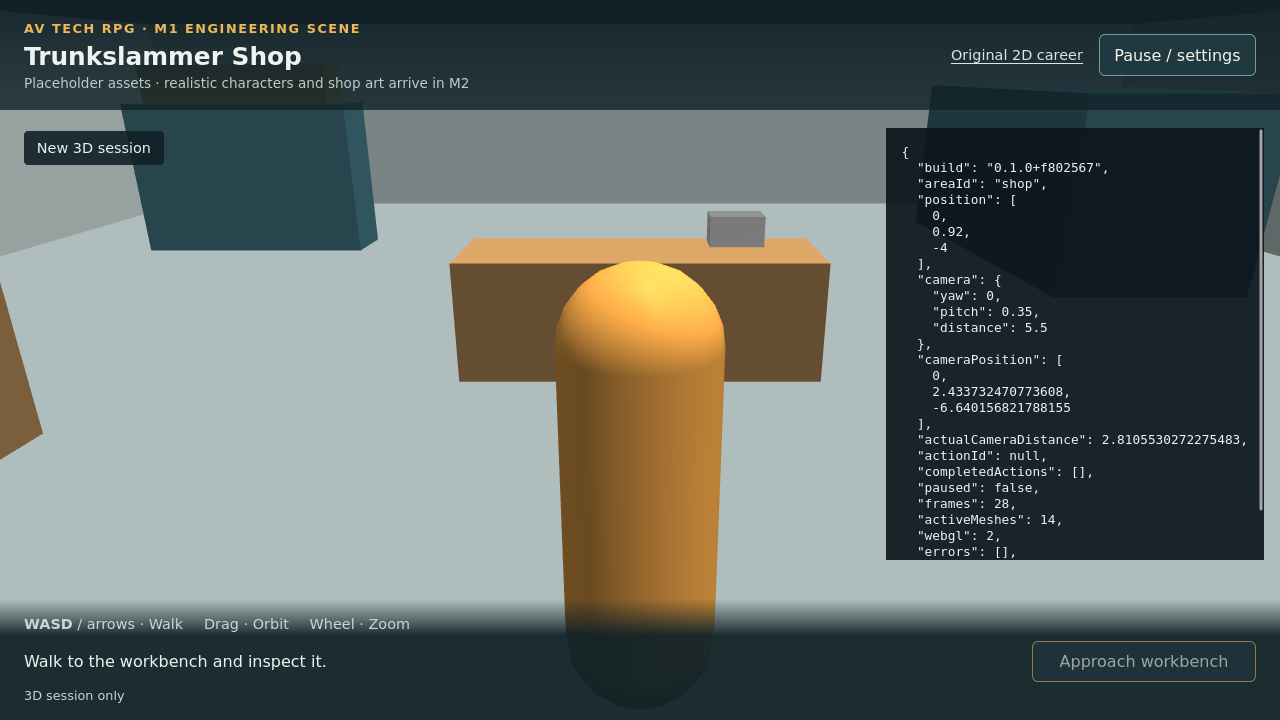 AV TECH RPG · M1 ENGINEERING SCENE
Trunkslammer Shop
Placeholder assets · realistic characters and shop art arrive in M2
Original 2D career
Pause / settings
New 3D session
{
  "build": "0.1.0+f802567",
  "areaId": "shop",
  "position": [
    0,
    0.92,
    -4
  ],
  "camera": {
    "yaw": 0,
    "pitch": 0.35,
    "distance": 5.5
  },
  "cameraPosition": [
    0,
    2.433732470773608,
    -6.640156821788155
  ],
  "actualCameraDistance": 2.8105530272275483,
  "actionId": null,
  "completedActions": [],
  "paused": false,
  "frames": 28,
  "activeMeshes": 14,
  "webgl": 2,
  "errors": [],
WASD / arrows · Walk Drag · Orbit Wheel · Zoom
Walk to the workbench and inspect it.
Approach workbench
3D session only